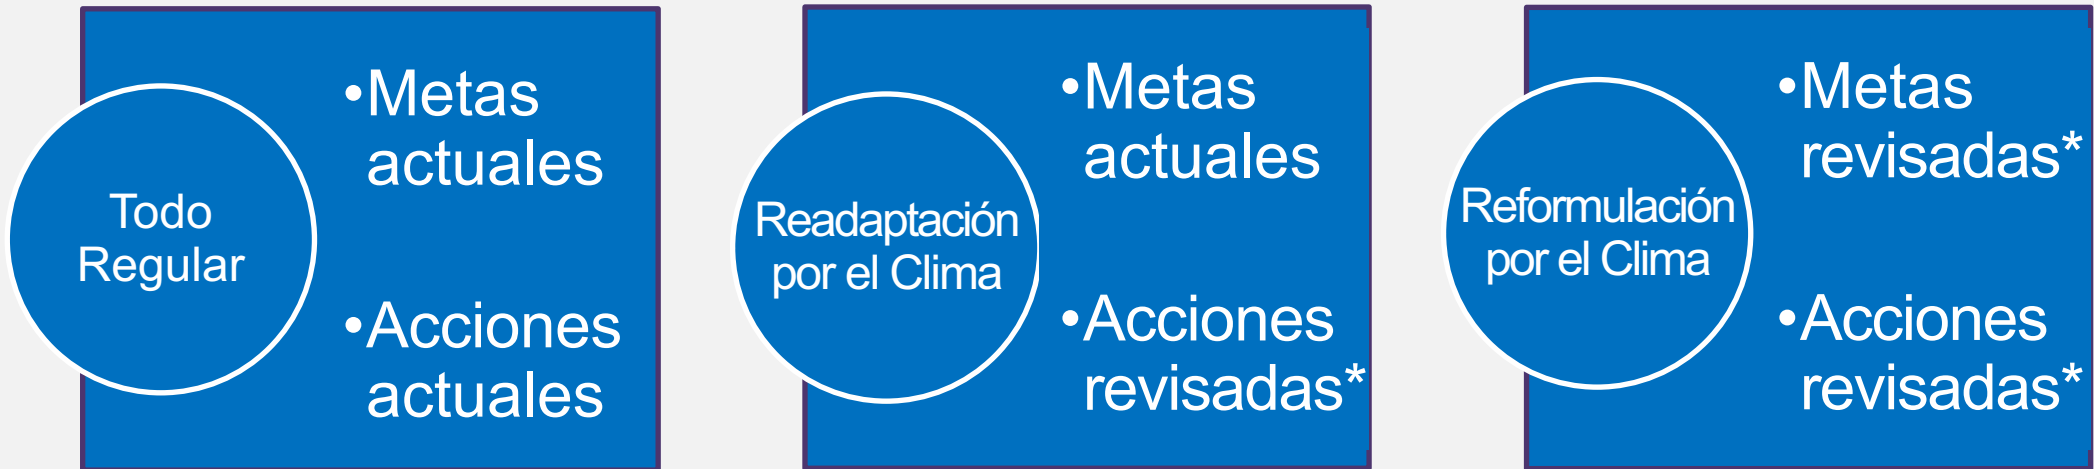 Todo
Regular
•Metas
actuales
•Acciones
actuales
Readaptación
por el Clima
•Metas
actuales
•Acciones
revisadas*
Reformulación
por el Clima
•Metas
revisadas*
•Acciones
revisadas*